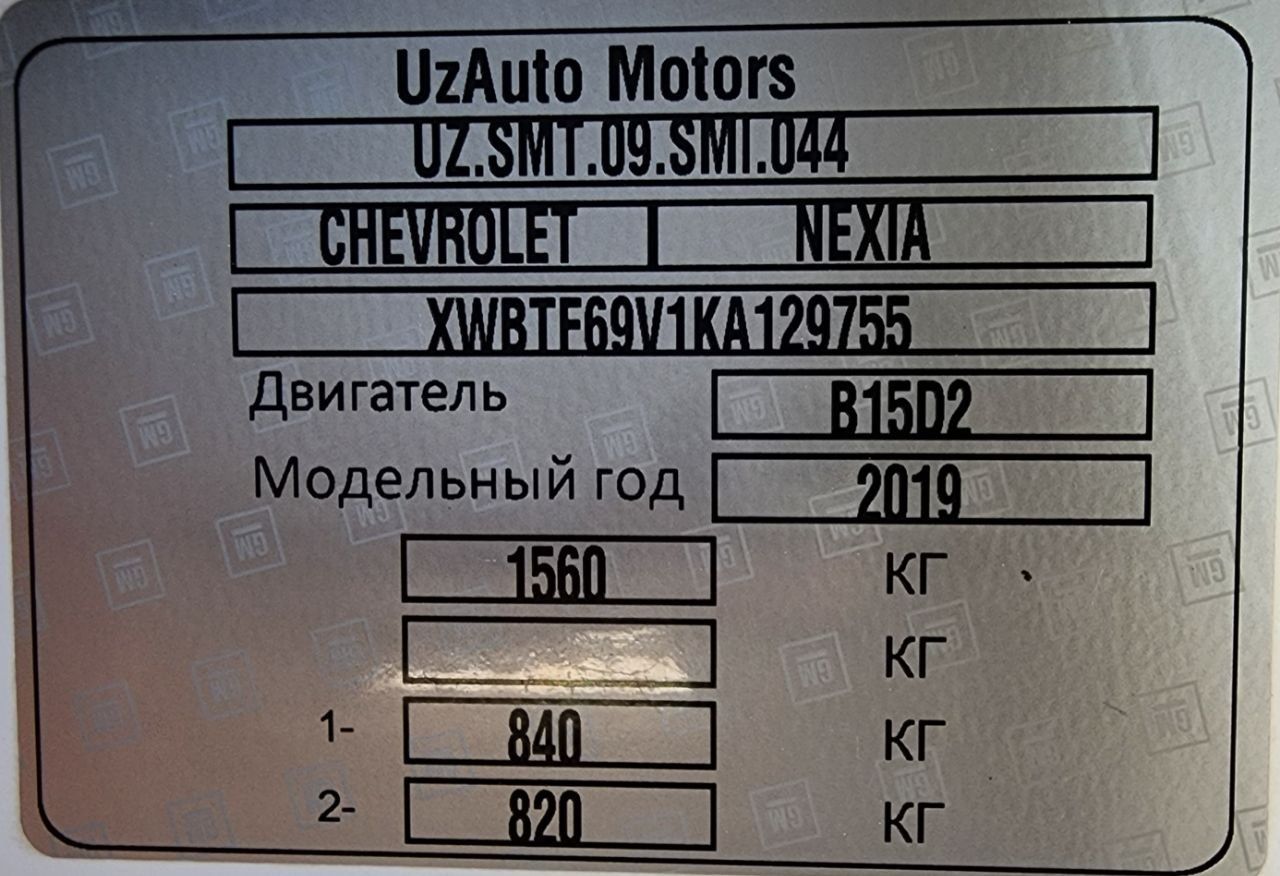 UzAuto Motors
UZ.SMT.09.SMI.044
CHEVROLET NEXIA
XWBTF69V1KA129755
Двигатель B15D2
Модельный год 2019
1560 КГ
КГ
1- 840 КГ
2- 820 КГ